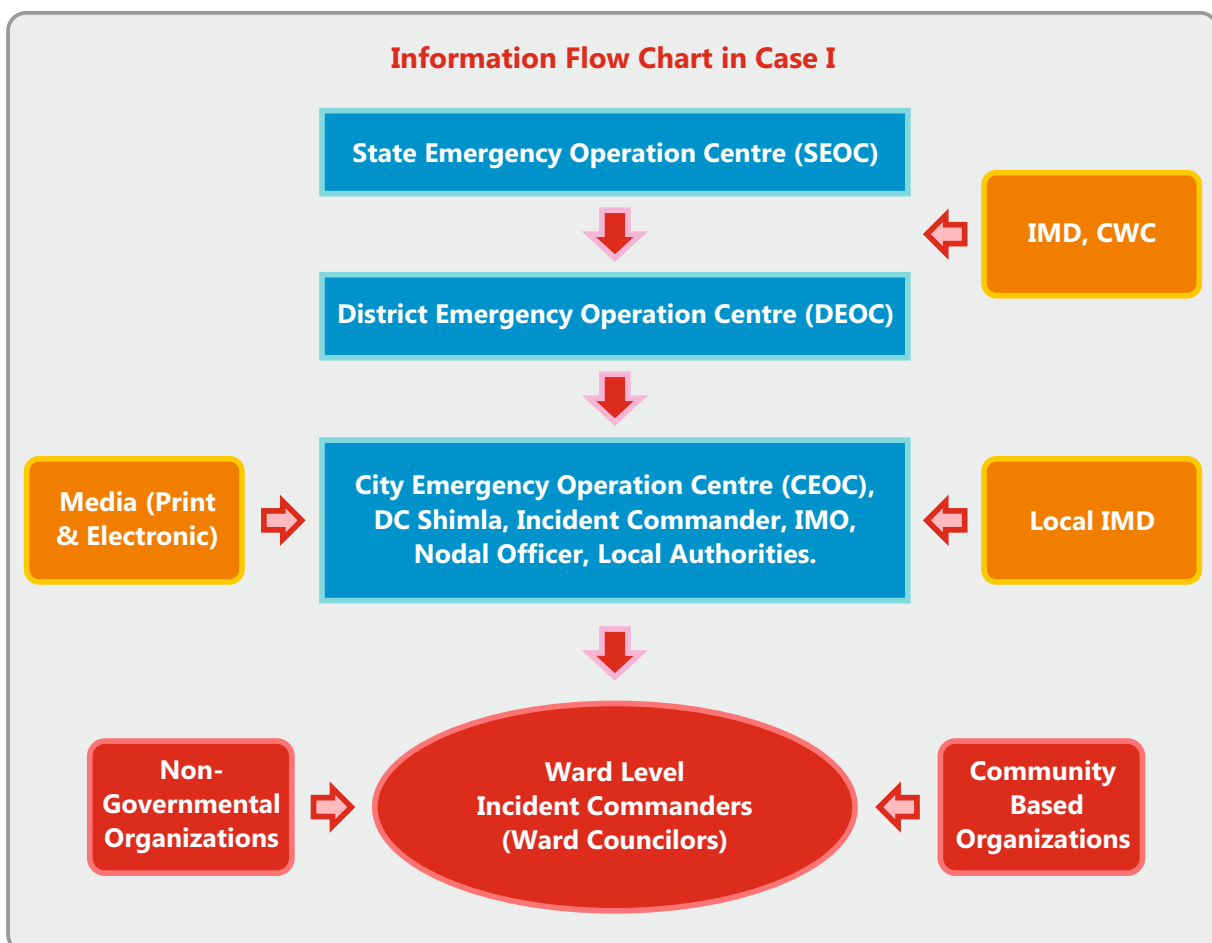 Information Flow Chart in Case I
State Emergency Operation Centre (SEOC)
IMD, CWC
District Emergency Operation Centre (DEOC)
Media (Print
& Electronic)
City Emergency Operation Centre (CEOC),
DC Shimla, Incident Commander, IMO,
Nodal Officer, Local Authorities.
Local IMD
Non-
Governmental
Organizations
Ward Level
Incident Commanders
(Ward Councilors)
Community
Based
Organizations